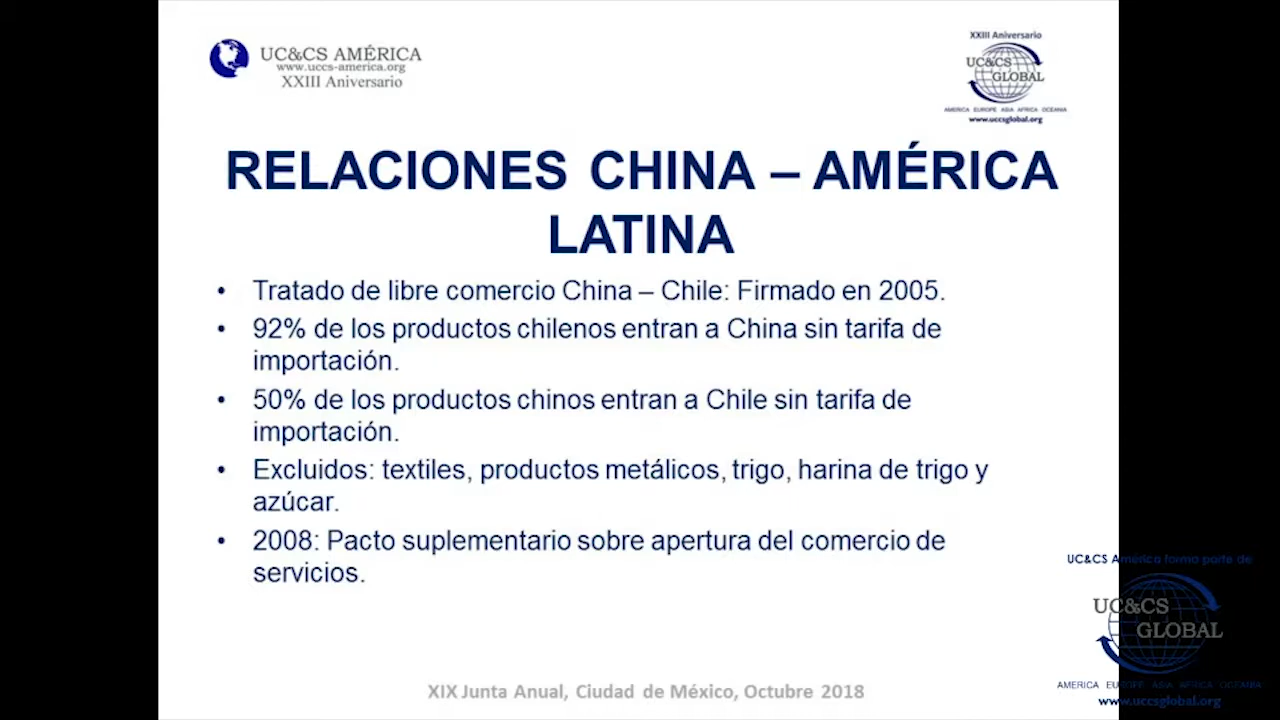 UC&CS AMÉRICA
www.uccs-america.org
XXIII Aniversario
XXIII Aniversario
UC&CS
GLOBAL
AMERICA EUROPE ASIA AFRICA OCEANIA
www.uccsglobal.org
RELACIONES CHINA – AMÉRICA
LATINA
• Tratado de libre comercio China – Chile: Firmado en 2005.
• 92% de los productos chilenos entran a China sin tarifa de
importación.
• 50% de los productos chinos entran a Chile sin tarifa de
importación.
• Excluidos: textiles, productos metálicos, trigo, harina de trigo y
azúcar.
• 2008: Pacto suplementario sobre apertura del comercio de
servicios.
UC&CS América forma parte de
UC&CS
GLOBAL
AMERICA EUROPE ASIA AFRICA OCEANIA
www.uccsglobal.org
XIX Junta Anual, Ciudad de México, Octubre 2018